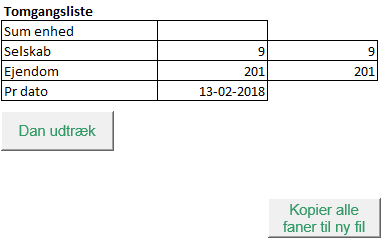 Tomgangsliste
Sum enhed
Selskab 9 9
Ejendom 201 201
Pr dato 13-02-2018
Dan udtræk
Kopier alle
faner til ny fil